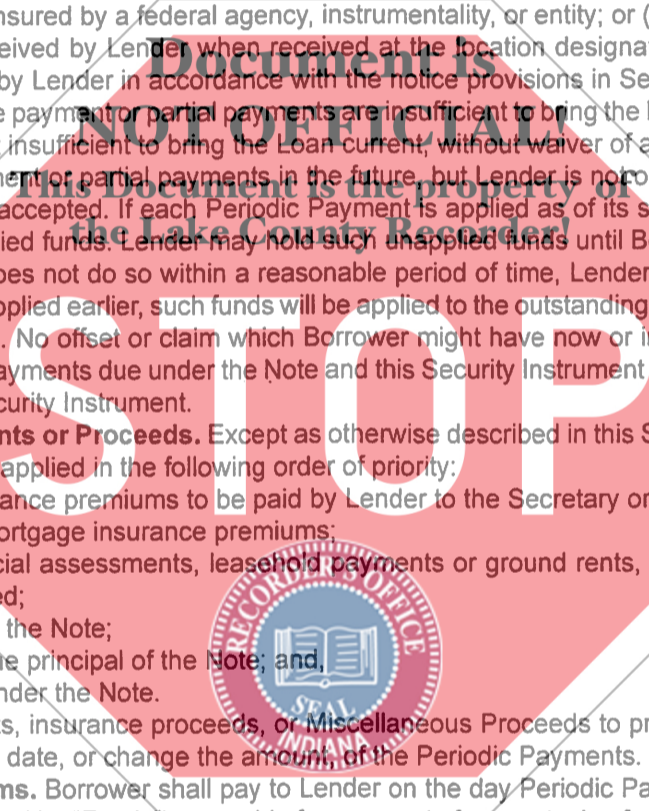 nsured by a federal agency, instrumentality, or entity; or (
eived by Lender when received at the location designa
by Lender in accordance with the notice provisions in Se
e payment or partial payments are insufficient to bring the
insufficient to bring the Loan current, without waiver of a
nent or partial payments in the future, but Lender is not o
accepted. If each Periodic Payment is applied as of its s
ied funds. Lender may hold such unapplied funds until B
oes not do so within a reasonable period of time, Lender
pplied earlier, such funds will be applied to the outstanding
. No offset or claim which Borrower might have now or i
ayments due under the Note and this Security Instrument
curity Instrument.
nts or Proceeds. Except as otherwise described in this S
applied in the following order of priority:
ance premiums to be paid by Lender to the Secretary or
ortgage insurance premiums;
cial assessments, leasehold payments or ground rents,
ed;
the Note;
e principal of the Note; and,
nder the Note.
s, insurance proceeds, or Miscellaneous Proceeds to pr
date, or change the amount, of the Periodic Payments.
ms. Borrower shall pay to Lender on the day Periodic Pa
Document is
NOT OFFICIAL!
This Document is the property of
the Lake County Recorder!
STOP
RECORDER'S OFFICE
SEAL
INDIANA